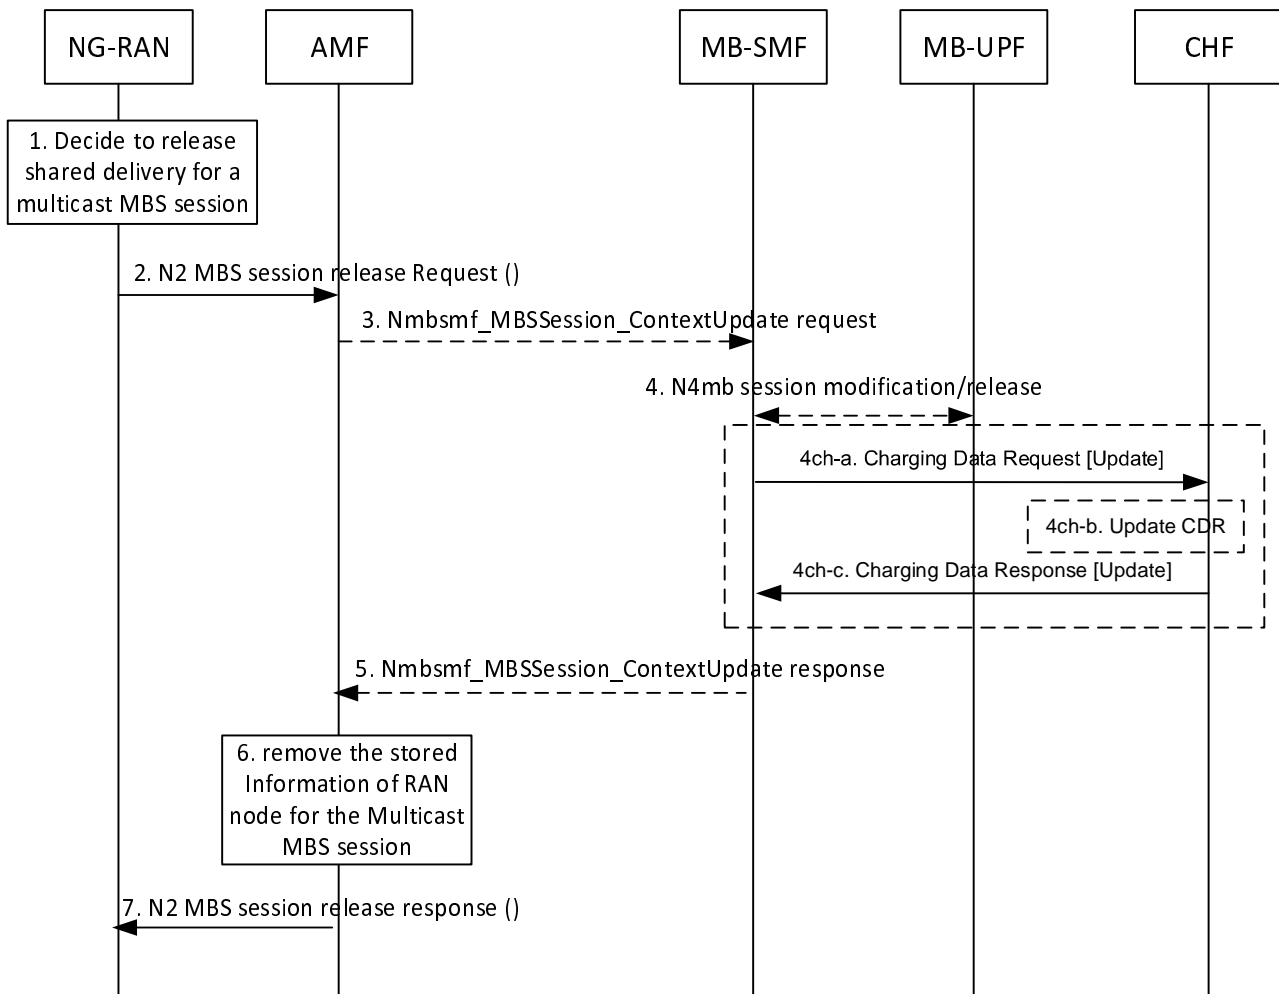 NG-RAN
AMF
MB-SMF
MB-UPF
CHF
1. Decide to release
shared delivery for a
multicast MBS session
2. N2 MBS session release Request ()
3. Nmbsmf_MBSSession_ContextUpdate request
4. N4mb session modification/release
4ch-a. Charging Data Request [Update]
4ch-b. Update CDR
4ch-c. Charging Data Response [Update]
5. Nmbsmf_MBSSession_ContextUpdate response
6. remove the stored
Information of RAN
node for the Multicast
MBS session
7. N2 MBS session release response ()